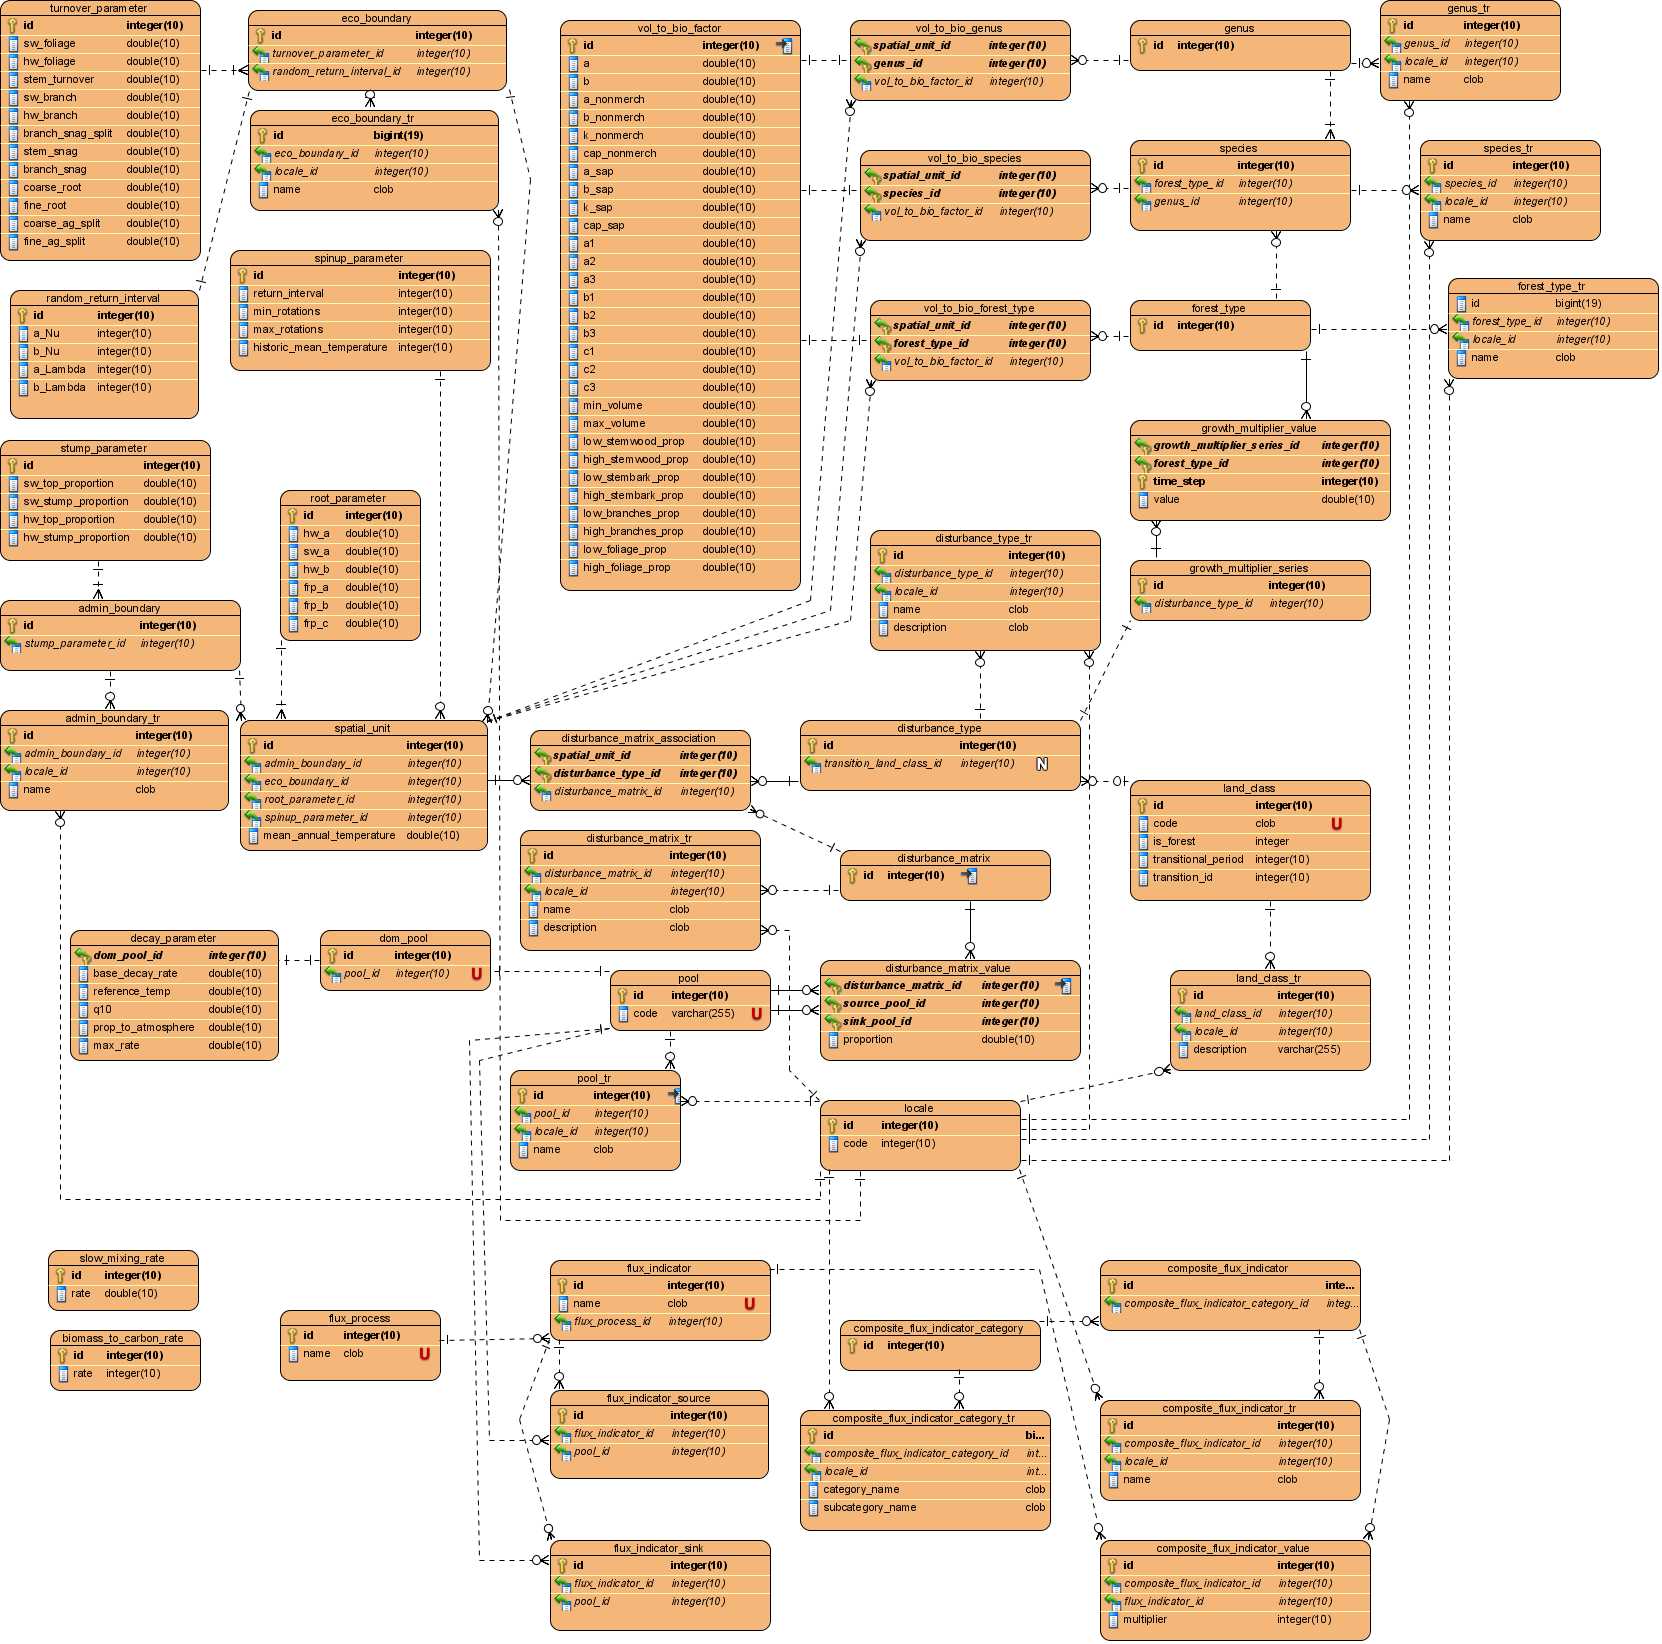 turnover_parameter
id integer(10)
sw_foliage double(10)
hw_foliage double(10)
stem_turnover double(10)
sw_branch double(10)
hw_branch double(10)
branch_snag_split double(10)
stem_snag double(10)
branch_snag double(10)
coarse_root double(10)
fine_root double(10)
coarse_ag_split double(10)
fine_ag_split double(10)
eco_boundary
id integer(10)
turnover_parameter_id integer(10)
random_return_interval_id integer(10)
eco_boundary_tr
id bigint(19)
eco_boundary_id integer(10)
locale_id integer(10)
name clob
random_return_interval
id integer(10)
a_Nu integer(10)
b_Nu integer(10)
a_Lambda integer(10)
b_Lambda integer(10)
spinup_parameter
id integer(10)
return_interval integer(10)
min_rotations integer(10)
max_rotations integer(10)
historic_mean_temperature integer(10)
vol_to_bio_factor
id integer(10)
a double(10)
b double(10)
a_nonmerch double(10)
b_nonmerch double(10)
k_nonmerch double(10)
cap_nonmerch double(10)
a_sap double(10)
b_sap double(10)
k_sap double(10)
cap_sap double(10)
a1 double(10)
a2 double(10)
a3 double(10)
b1 double(10)
b2 double(10)
b3 double(10)
c1 double(10)
c2 double(10)
c3 double(10)
min_volume double(10)
max_volume double(10)
low_stemwood_prop double(10)
high_stemwood_prop double(10)
low_stembark_prop double(10)
high_stembark_prop double(10)
low_branches_prop double(10)
high_branches_prop double(10)
low_foliage_prop double(10)
high_foliage_prop double(10)
vol_to_bio_genus
spatial_unit_id integer(10)
genus_id integer(10)
vol_to_bio_factor_id integer(10)
genus
id integer(10)
genus_tr
id integer(10)
genus_id integer(10)
locale_id integer(10)
name clob
vol_to_bio_species
spatial_unit_id integer(10)
species_id integer(10)
vol_to_bio_factor_id integer(10)
species
id integer(10)
forest_type_id integer(10)
genus_id integer(10)
species_tr
id integer(10)
species_id integer(10)
locale_id integer(10)
name clob
vol_to_bio_forest_type
spatial_unit_id integer(10)
forest_type_id integer(10)
vol_to_bio_factor_id integer(10)
forest_type
id integer(10)
forest_type_tr
id bigint(19)
forest_type_id integer(10)
locale_id integer(10)
name clob
growth_multiplier_value
growth_multiplier_series_id integer(10)
forest_type_id integer(10)
time_step integer(10)
value double(10)
stump_parameter
id integer(10)
sw_top_proportion double(10)
sw_stump_proportion double(10)
hw_top_proportion double(10)
hw_stump_proportion double(10)
root_parameter
id integer(10)
hw_a double(10)
sw_a double(10)
hw_b double(10)
frp_a double(10)
frp_b double(10)
frp_c double(10)
disturbance_type_tr
id integer(10)
disturbance_type_id integer(10)
locale_id integer(10)
name clob
description clob
growth_multiplier_series
id integer(10)
disturbance_type_id integer(10)
admin_boundary
id integer(10)
stump_parameter_id integer(10)
admin_boundary_tr
id integer(10)
admin_boundary_id integer(10)
locale_id integer(10)
name clob
spatial_unit
id integer(10)
admin_boundary_id integer(10)
eco_boundary_id integer(10)
root_parameter_id integer(10)
spinup_parameter_id integer(10)
mean_annual_temperature double(10)
disturbance_matrix_association
spatial_unit_id integer(10)
disturbance_type_id integer(10)
disturbance_matrix_id integer(10)
disturbance_type
id integer(10)
transition_land_class_id integer(10) N
land_class
id integer(10)
code clob U
is_forest integer
transitional_period integer(10)
transition_id integer(10)
disturbance_matrix_tr
id integer(10)
disturbance_matrix_id integer(10)
locale_id integer(10)
name clob
description clob
disturbance_matrix
id integer(10)
decay_parameter
dom_pool_id integer(10)
base_decay_rate double(10)
reference_temp double(10)
q10 double(10)
prop_to_atmosphere double(10)
max_rate double(10)
dom_pool
id integer(10)
pool_id integer(10) U
pool
id integer(10)
code varchar(255) U
disturbance_matrix_value
disturbance_matrix_id integer(10)
source_pool_id integer(10)
sink_pool_id integer(10)
proportion double(10)
land_class_tr
id integer(10)
land_class_id integer(10)
locale_id integer(10)
description varchar(255)
pool_tr
id integer(10)
pool_id integer(10)
locale_id integer(10)
name clob
locale
id integer(10)
code integer(10)
slow_mixing_rate
id integer(10)
rate double(10)
biomass_to_carbon_rate
id integer(10)
rate integer(10)
flux_process
id integer(10)
name clob U
flux_indicator
id integer(10)
name clob U
flux_process_id integer(10)
flux_indicator_source
id integer(10)
flux_indicator_id integer(10)
pool_id integer(10)
flux_indicator_sink
id integer(10)
flux_indicator_id integer(10)
pool_id integer(10)
composite_flux_indicator
id inte...
composite_flux_indicator_category_id integ...
composite_flux_indicator_category
id integer(10)
composite_flux_indicator_category_tr
id bi...
composite_flux_indicator_category_id int...
locale_id int...
category_name clob
subcategory_name clob
composite_flux_indicator_tr
id integer(10)
composite_flux_indicator_id integer(10)
locale_id integer(10)
name clob
composite_flux_indicator_value
id integer(10)
composite_flux_indicator_id integer(10)
flux_indicator_id integer(10)
multiplier integer(10)